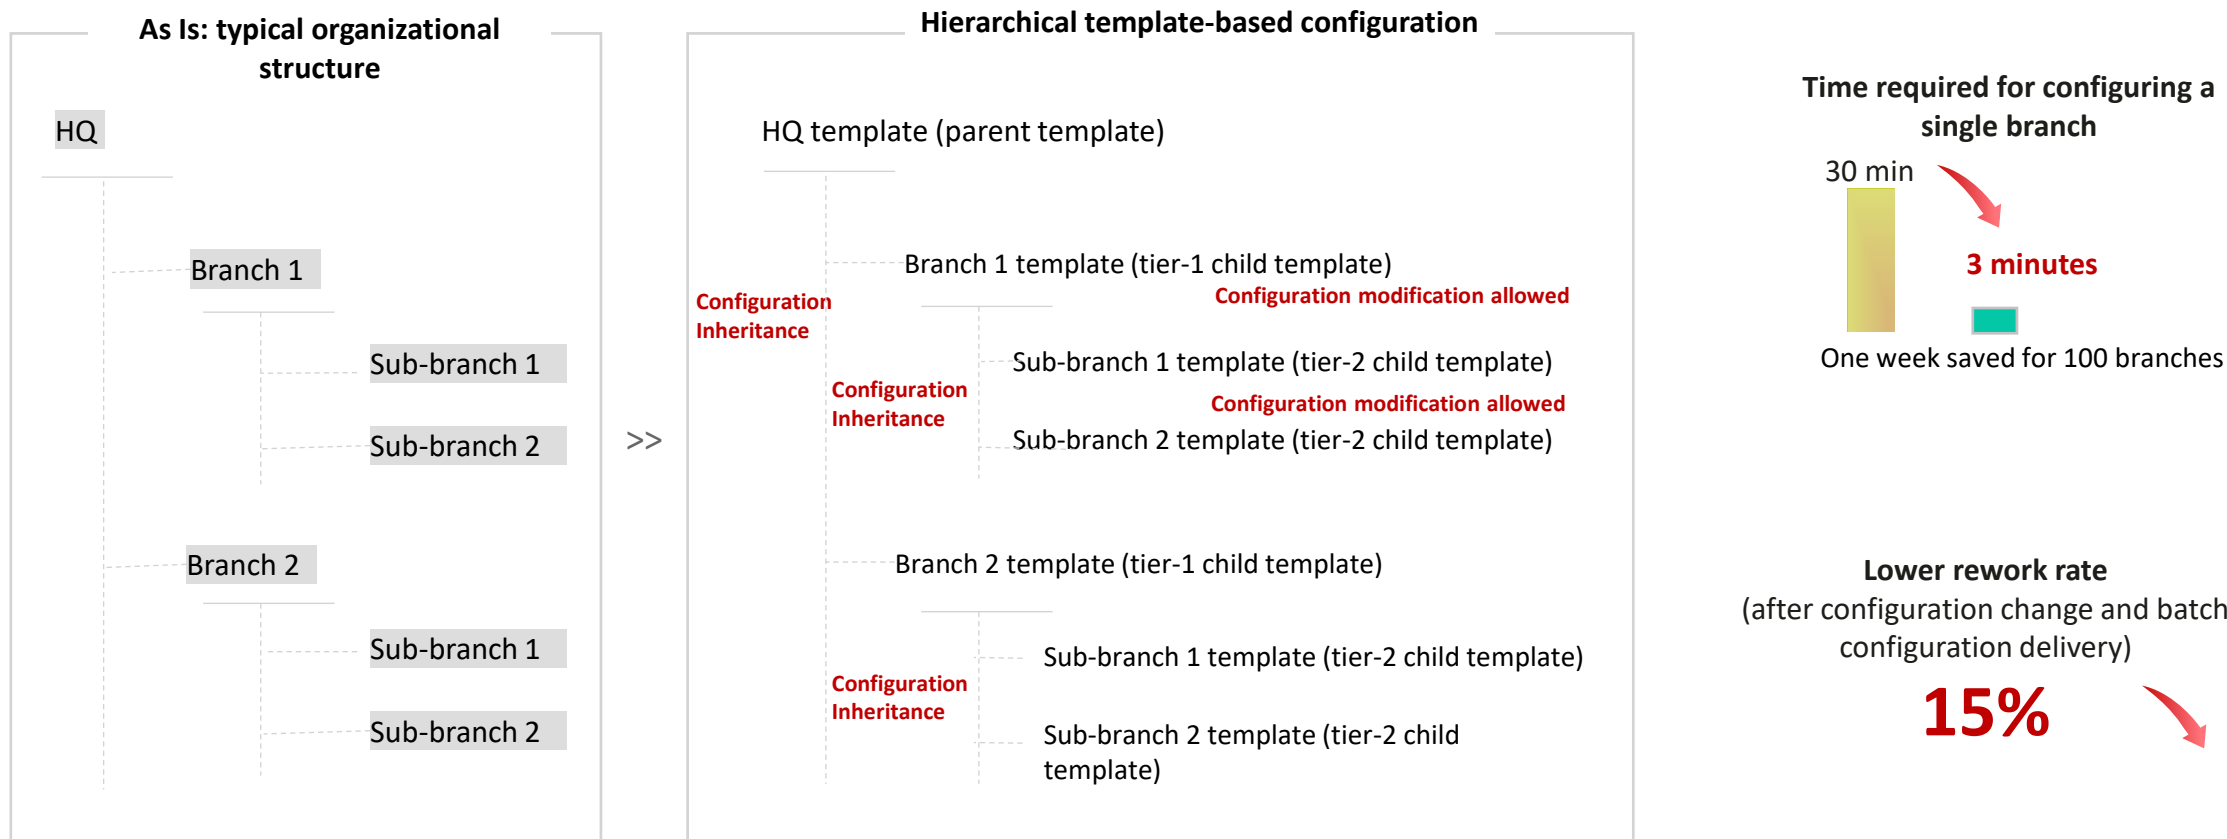 As Is: typical organizational
structure
HQ
Branch 1
Sub-branch 1
Sub-branch 2
Branch 2
Sub-branch 1
Sub-branch 2
>>
Hierarchical template-based configuration
HQ template (parent template)
Branch 1 template (tier-1 child template)
Configuration modification allowed
Configuration
Inheritance
Sub-branch 1 template (tier-2 child template)
Configuration modification allowed
Configuration
Inheritance
Sub-branch 2 template (tier-2 child template)
Branch 2 template (tier-1 child template)
Sub-branch 1 template (tier-2 child template)
Configuration
Inheritance
Sub-branch 2 template (tier-2 child
template)
Time required for configuring a
single branch
30 min
3 minutes
One week saved for 100 branches
Lower rework rate
(after configuration change and batch
configuration delivery)
15%